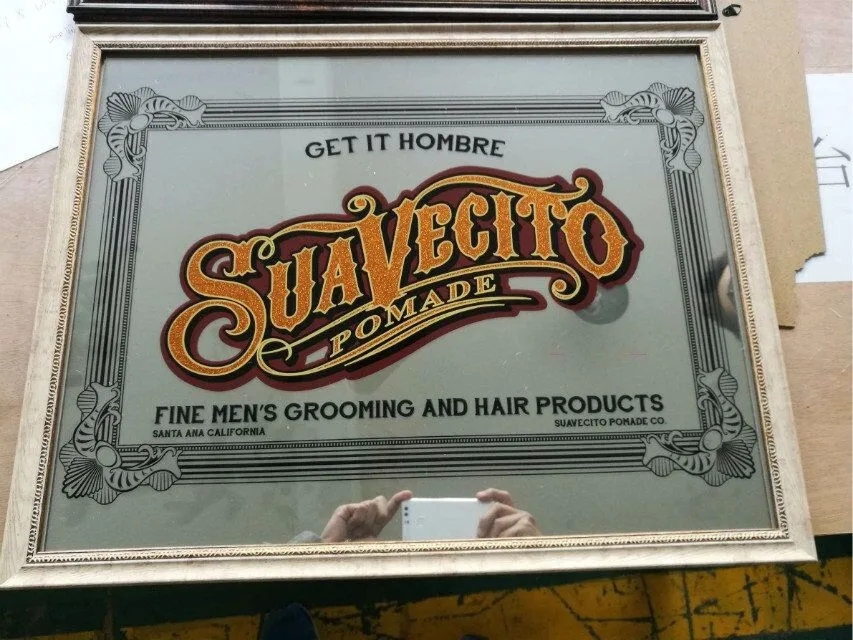 GET IT HOMBRE
SUAVECITO
POMADE
FINE MEN'S GROOMING AND HAIR PRODUCTS
SANTA ANA CALIFORNIA
SUAVECITO POMADE CO.